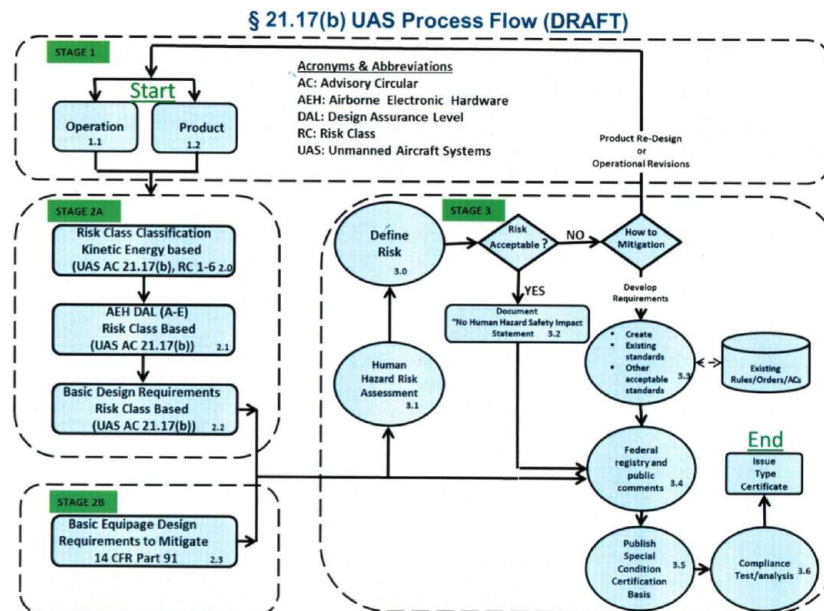 § 21.17(b) UAS Process Flow (DRAFT)
STAGE 1
Start
Operation
1.1
Product
1.2
Acronyms & Abbreviations
AC: Advisory Circular
AEH: Airborne Electronic Hardware
DAL: Design Assurance Level
RC: Risk Class
UAS: Unmanned Aircraft Systems
Product Re-Design
or
Operational Revisions
STAGE 2A
Risk Class Classification
Kinetic Energy based
(UAS AC 21.17(b), RC 1-6 2.0
AEH DAL (A-E)
Risk Class Based
(UAS AC 21.17(b)) 2.1
Basic Design Requirements
Risk Class Based
(UAS AC 21.17(b)) 2.2
STAGE 2B
Basic Equipage Design
Requirements to Mitigate
14 CFR Part 91 2.3
STAGE 3
Define
Risk
3.0
Risk
Acceptable ?
NO
YES
How to
Mitigation
Develop
Requirements
Document
"No Human Hazard Safety Impact
Statement 3.2
Human
Hazard Risk
Assessment
3.1
• Create
• Existing
standards
• Other
acceptable
standards 3.3
Existing
Rules/Orders/ACs
Federal
registry and
public
comments 3.4
End
Issue
Type
Certificate
Publish
Special
Condition
Certification
Basis 3.5
Compliance
Test/analysis 3.6